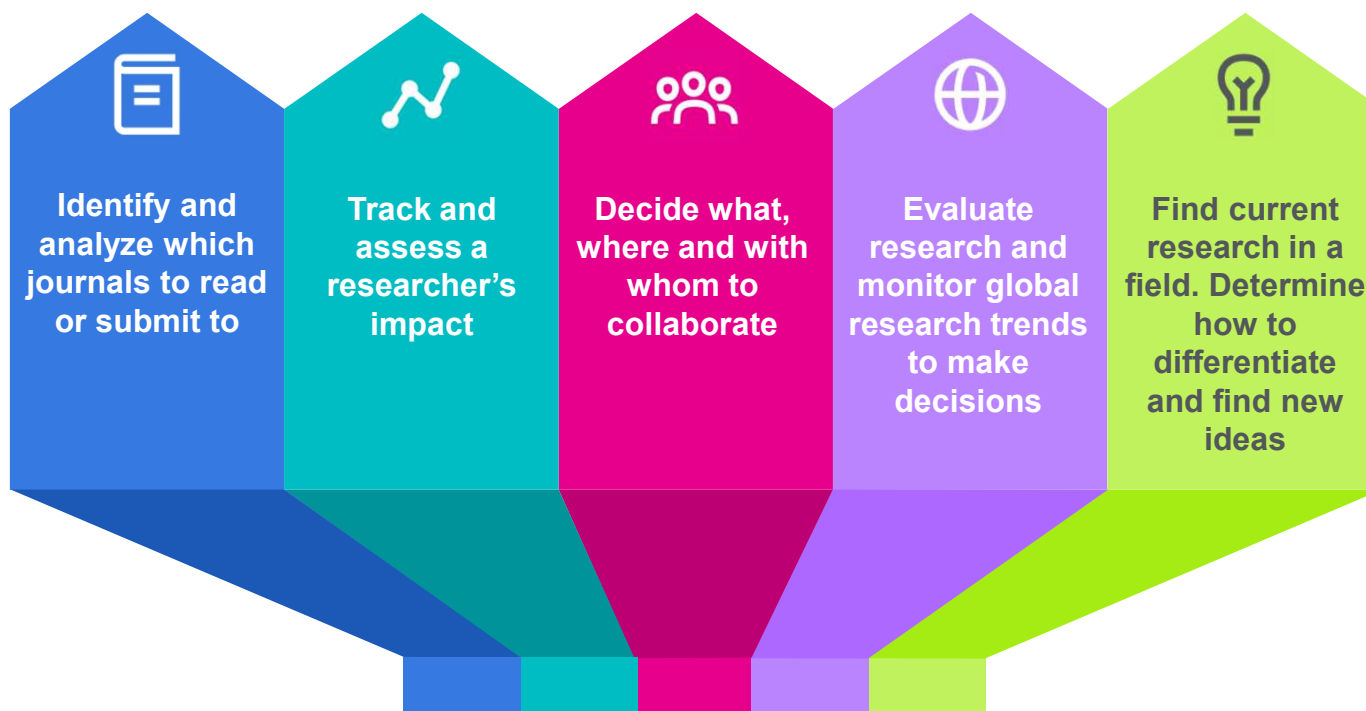 Identify and
analyze which
journals to read
or submit to
Track and
assess a
researcher's
impact
Decide what,
where and with
whom to
collaborate
Evaluate
research and
monitor global
research trends
to make
decisions
Find current
research in a
field. Determine
how to
differentiate
and find new
ideas